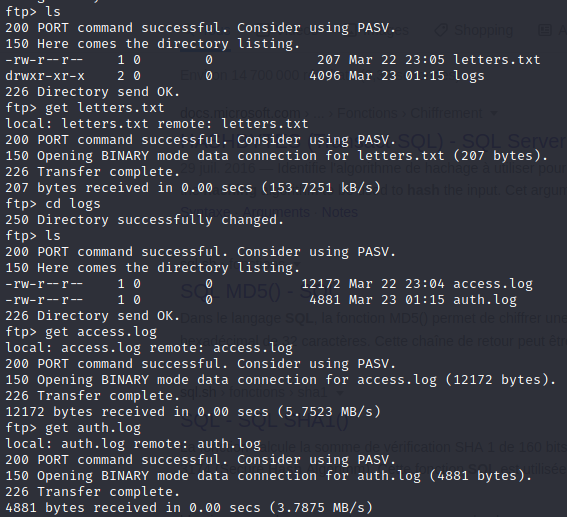 ftp> ls
200 PORT command successful. Consider using PASV.
150 Here comes the directory listing.
-rw-r--r--    1 0        0             207 Mar 22 23:05 letters.txt
drwxr-xr-x    2 0        0            4096 Mar 23 01:15 logs
226 Directory send OK.
ftp> get letters.txt
local: letters.txt remote: letters.txt
200 PORT command successful. Consider using PASV.
150 Opening BINARY mode data connection for letters.txt (207 bytes).
226 Transfer complete.
207 bytes received in 0.00 secs (153.7251 kB/s)
ftp> cd logs
250 Directory successfully changed.
ftp> ls
200 PORT command successful. Consider using PASV.
150 Here comes the directory listing.
-rw-r--r--    1 0        0           12172 Mar 22 23:04 access.log
-rw-r--r--    1 0        0            4881 Mar 23 01:15 auth.log
226 Directory send OK.
ftp> get access.log
local: access.log remote: access.log
200 PORT command successful. Consider using PASV.
150 Opening BINARY mode data connection for access.log (12172 bytes).
226 Transfer complete.
12172 bytes received in 0.00 secs (5.7523 MB/s)
ftp> get auth.log
local: auth.log remote: auth.log
200 PORT command successful. Consider using PASV.
150 Opening BINARY mode data connection for auth.log (4881 bytes).
226 Transfer complete.
4881 bytes received in 0.00 secs (3.7875 MB/s)